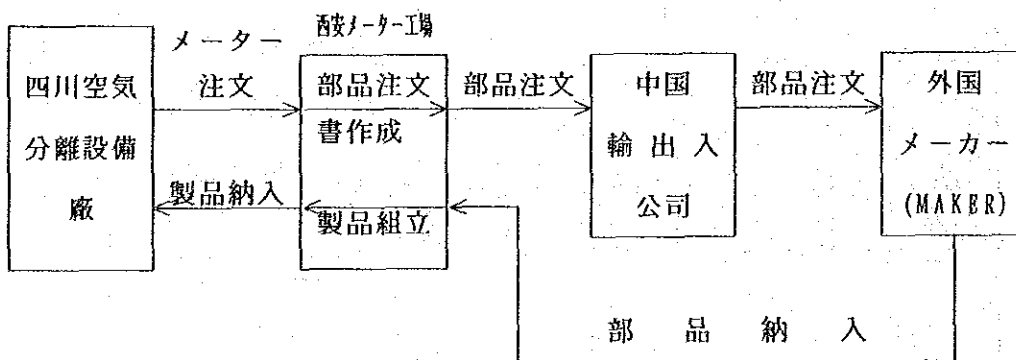 西安メーター工場
四川空気
分離設備
廠
メーター
注文
製品納入
部品注文
書作成
製品組立
部品注文
中国
輸出入
公司
部品注文
外国
メーカー
(MAKER)
部品納入